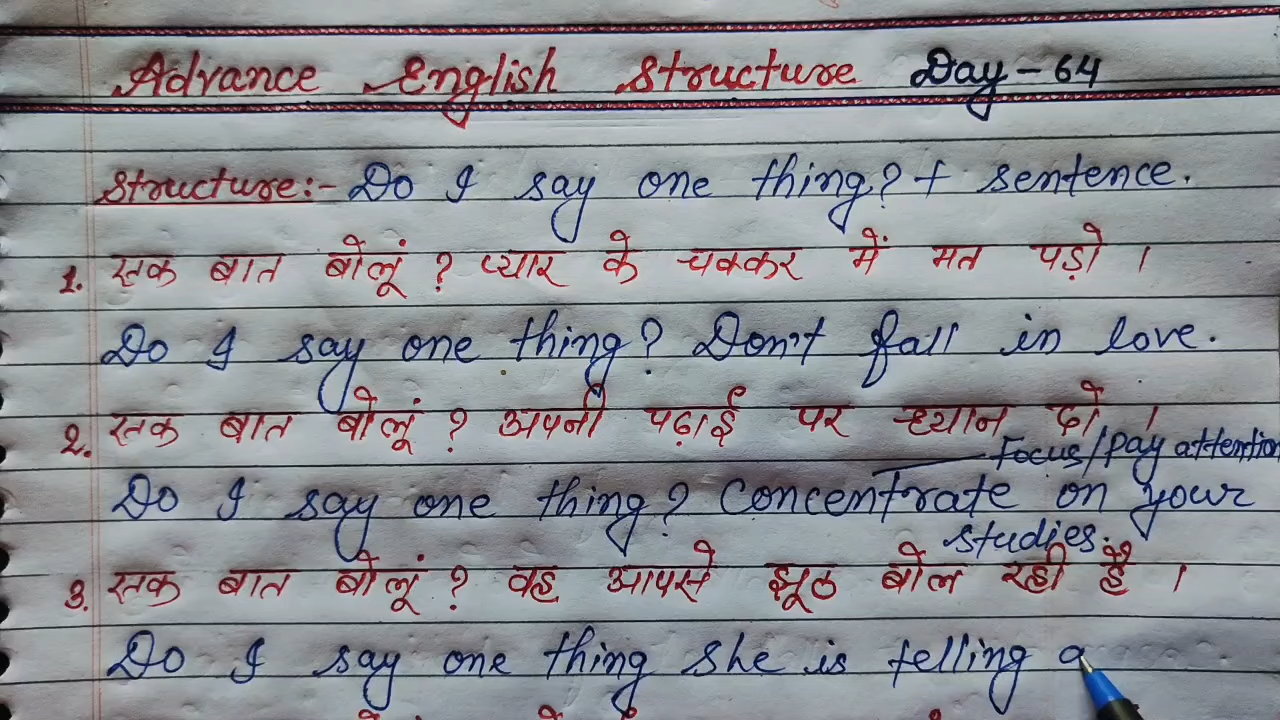 Advance English Structure Day-64
Structure:- Do I say one thing? + sentence.
1. एक बात बोलूं ? प्यार के चक्कर में मत पड़ो ।
Do I say one thing? Don't fall in love.
2. एक बात बोलूं ? अपनी पढ़ाई पर ध्यान दो ।
Focus/pay attention
Do I say one thing? Concentrate on your
studies.
3. एक बात बोलूं ? वह आपसे झूठ बोल रही है ।
Do I say one thing She is telling a